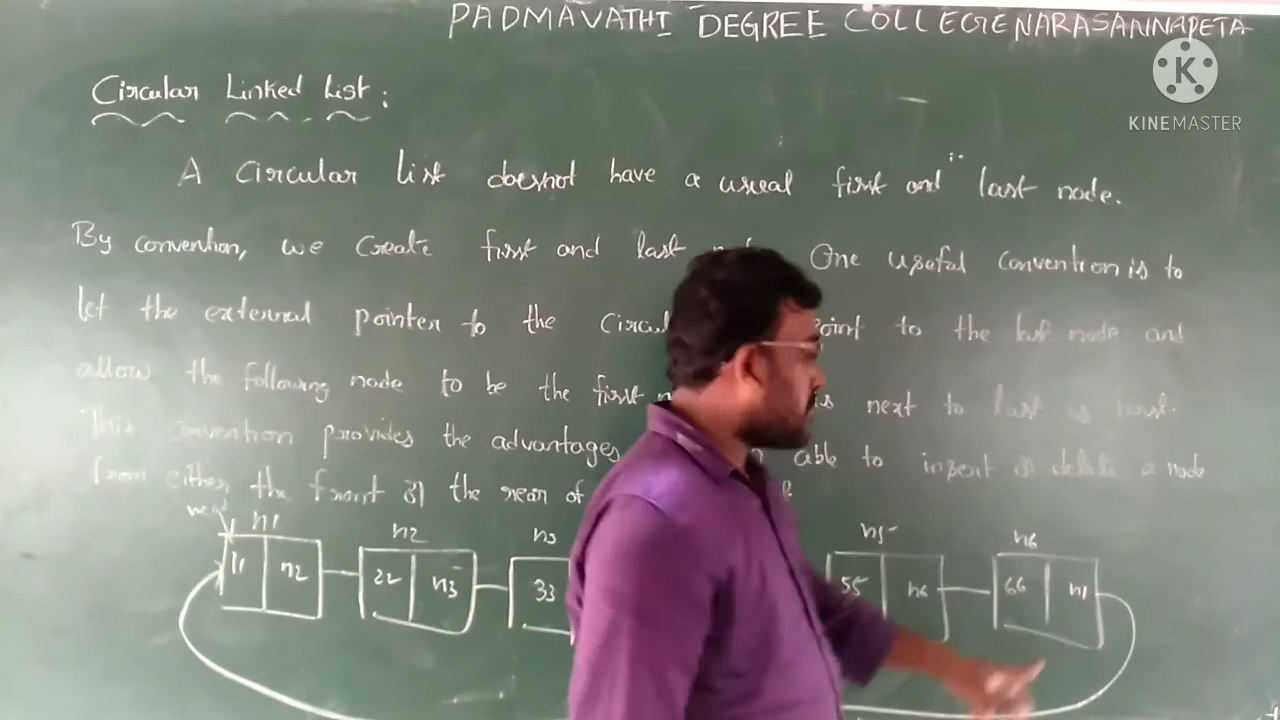 PADMAVATHI DEGREE COLLEGE NARASANNAPETA
K
KINEMASTER
Circular Linked List :
A Circular list doesnot have a usual first and last node.
By convention, we create first and last One useful convention is to
let the external pointer to the Circul point to the last node and
allow the following node to be the first is next to last is first.
This convention provides the advantages able to insert or delete a node
from either the front or the rear of
head n1 n2 n3 n5 n6
11 n2 22 n3 33 55 n6 66 n1